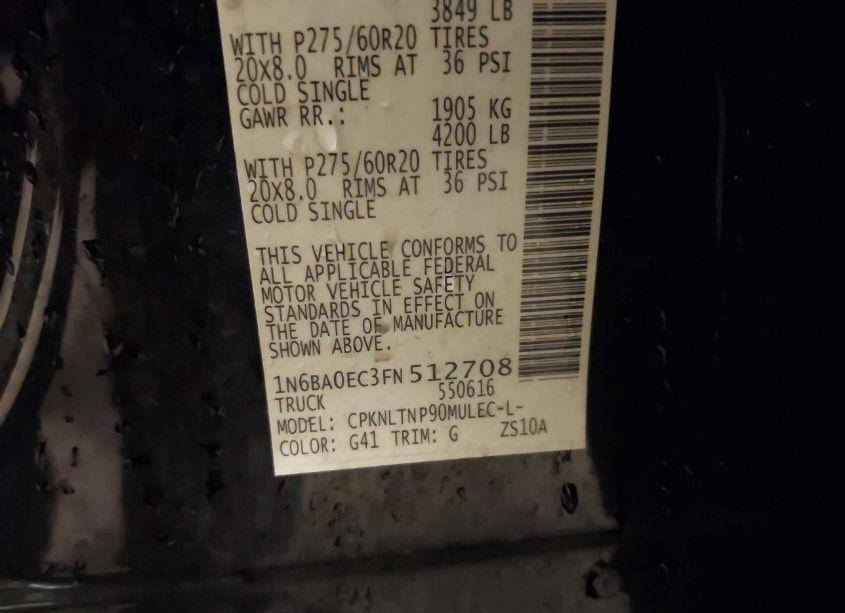 3849 LB
WITH P275/60R20 TIRES
20X8.0 RIMS AT 36 PSI
COLD SINGLE
GAWR RR.: 1905 KG
4200 LB
WITH P275/60R20 TIRES
20X8.0 RIMS AT 36 PSI
COLD SINGLE
THIS VEHICLE CONFORMS TO
ALL APPLICABLE FEDERAL
MOTOR VEHICLE SAFETY
STANDARDS IN EFFECT ON
THE DATE OF MANUFACTURE
SHOWN ABOVE.
1N6BA0EC3FN 512708
TRUCK 550616
MODEL: CPKNLTNP90MULEC-L-
COLOR: G41 TRIM: G ZS10A